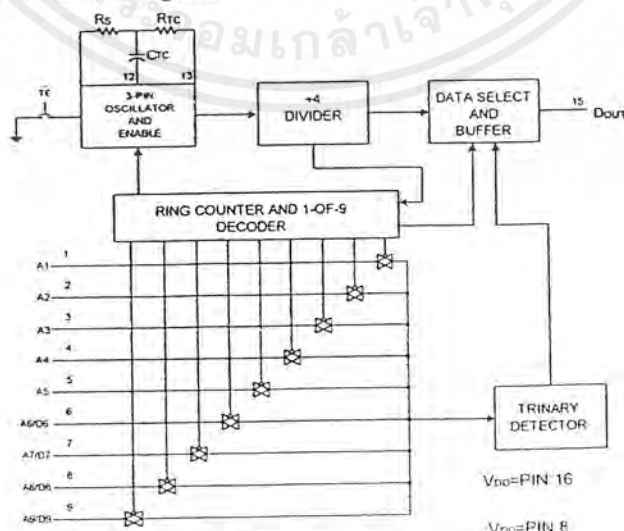 Rs
RTC
CTC
12
13
TE
3-PIN
OSCILLATOR
AND
ENABLE
÷4
DIVIDER
DATA SELECT
AND
BUFFER
15
DOUT
RING COUNTER AND 1-OF-9
DECODER
A1
1
A2
2
A3
3
A4
4
A5
5
A6/D6
6
A7/D7
7
A8/D8
8
A9/D9
9
TRINARY
DETECTOR
VDD=PIN 16
VDD=PIN 8